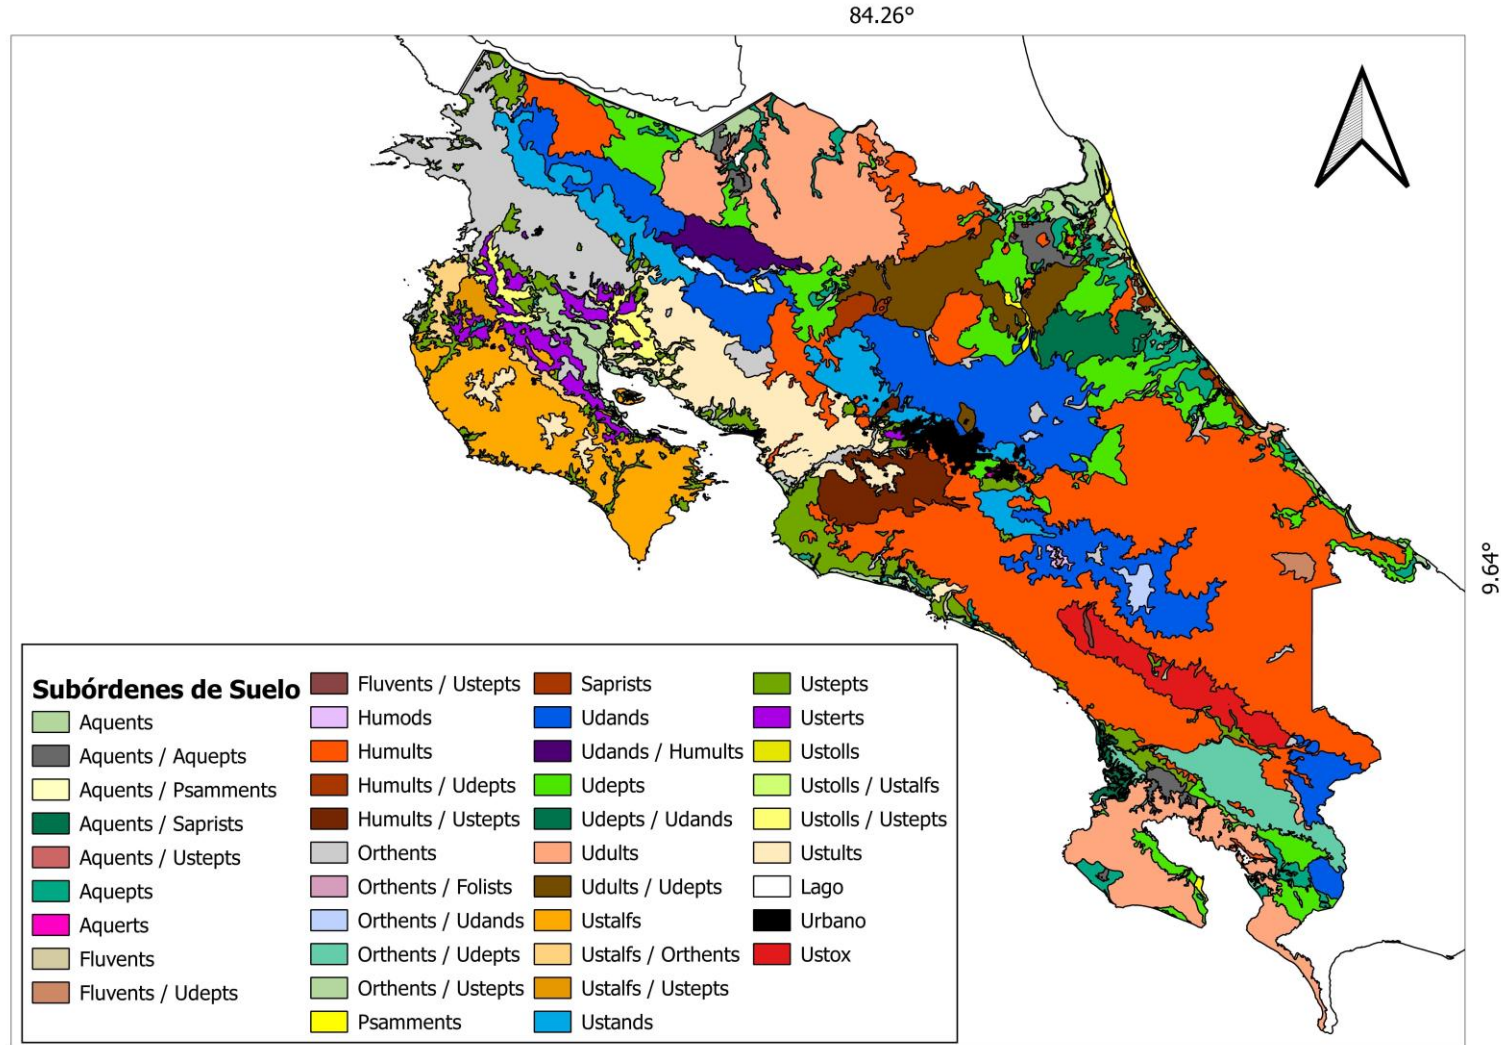 84.26°
9.64°
Subórdenes de Suelo
Aquents
Aquents / Aquepts
Aquents / Psamments
Aquents / Saprists
Aquents / Ustepts
Aquepts
Aquerts
Fluvents
Fluvents / Udepts
Fluvents / Ustepts
Humods
Humults
Humults / Udepts
Humults / Ustepts
Orthents
Orthents / Folists
Orthents / Udands
Orthents / Udepts
Orthents / Ustepts
Psamments
Saprists
Udands
Udands / Humults
Udepts
Udepts / Udands
Udults
Udults / Udepts
Ustalfs
Ustalfs / Orthents
Ustalfs / Ustepts
Ustands
Ustepts
Usterts
Ustolls
Ustolls / Ustalfs
Ustolls / Ustepts
Ustults
Lago
Urbano
Ustox